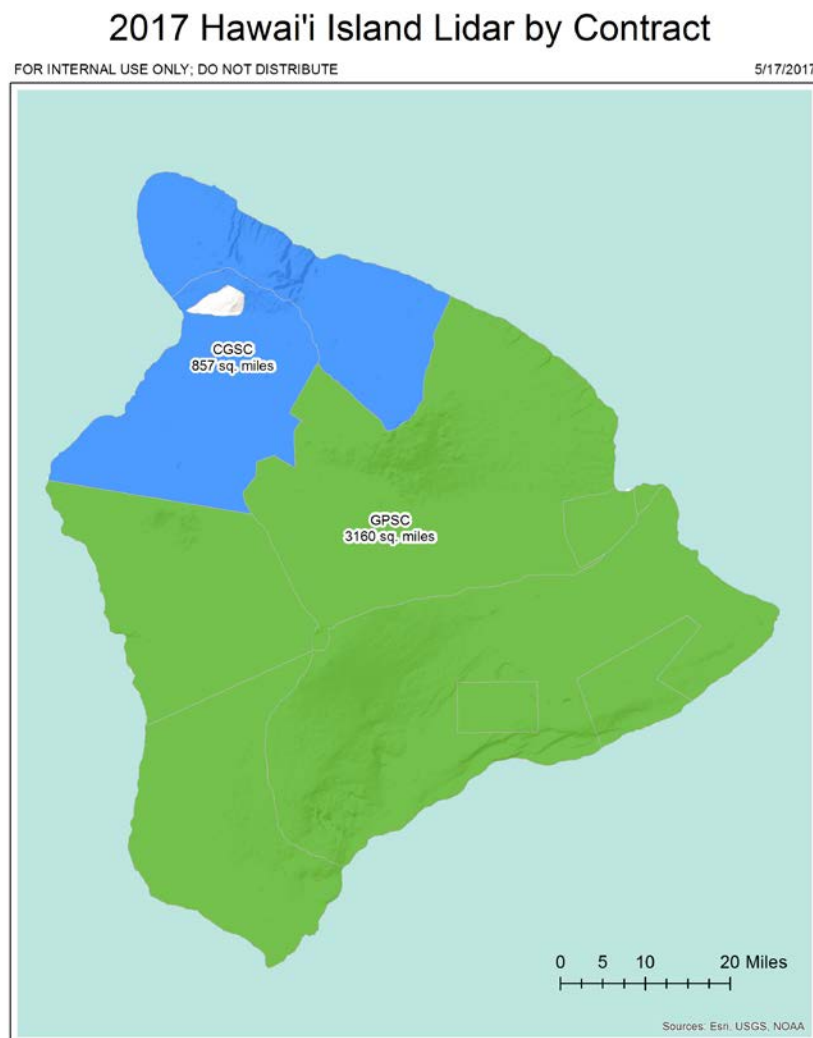 2017 Hawai'i Island Lidar by Contract
FOR INTERNAL USE ONLY; DO NOT DISTRIBUTE
5/17/2017
CGSC
857 sq. miles
GPSC
3160 sq. miles
0 5 10 20 Miles
Sources: Esri, USGS, NOAA